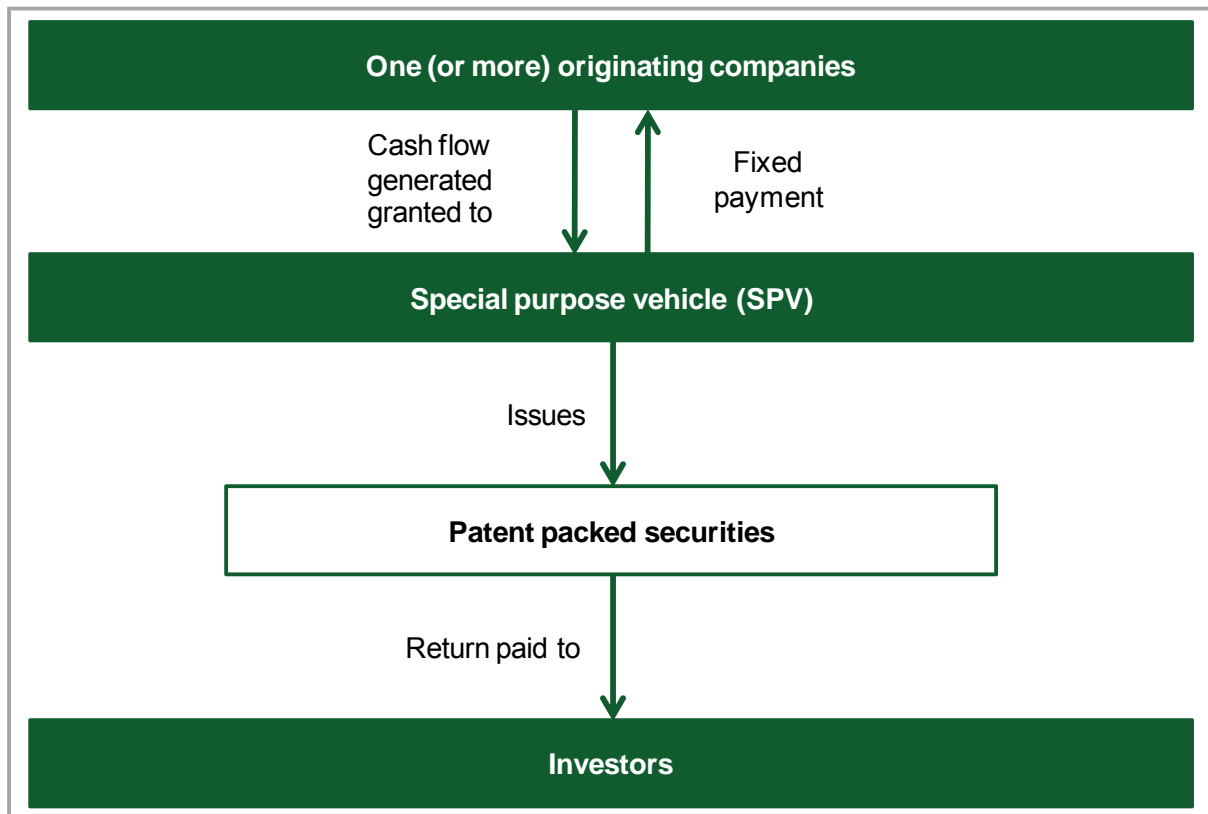 One (or more) originating companies
Cash flow
generated
granted to
Fixed
payment
Special purpose vehicle (SPV)
Issues
Patent packed securities
Return paid to
Investors